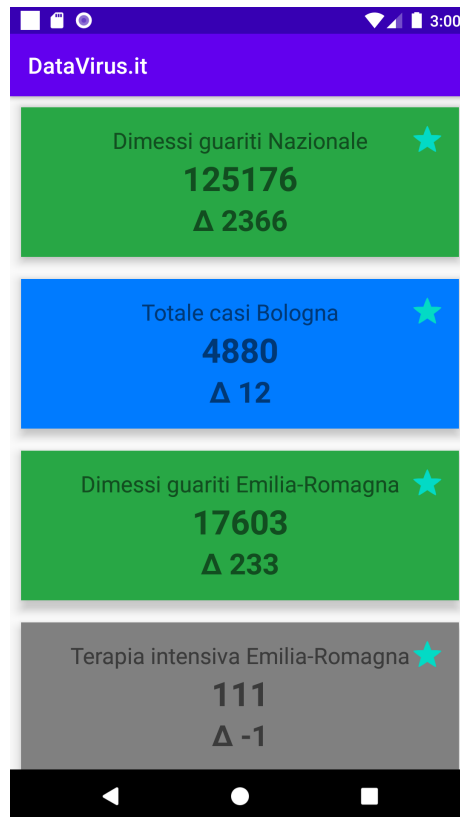 3:00
DataVirus.it
Dimessi guariti Nazionale
125176
Δ 2366
Totale casi Bologna
4880
Δ 12
Dimessi guariti Emilia-Romagna
17603
Δ 233
Terapia intensiva Emilia-Romagna
111
Δ -1